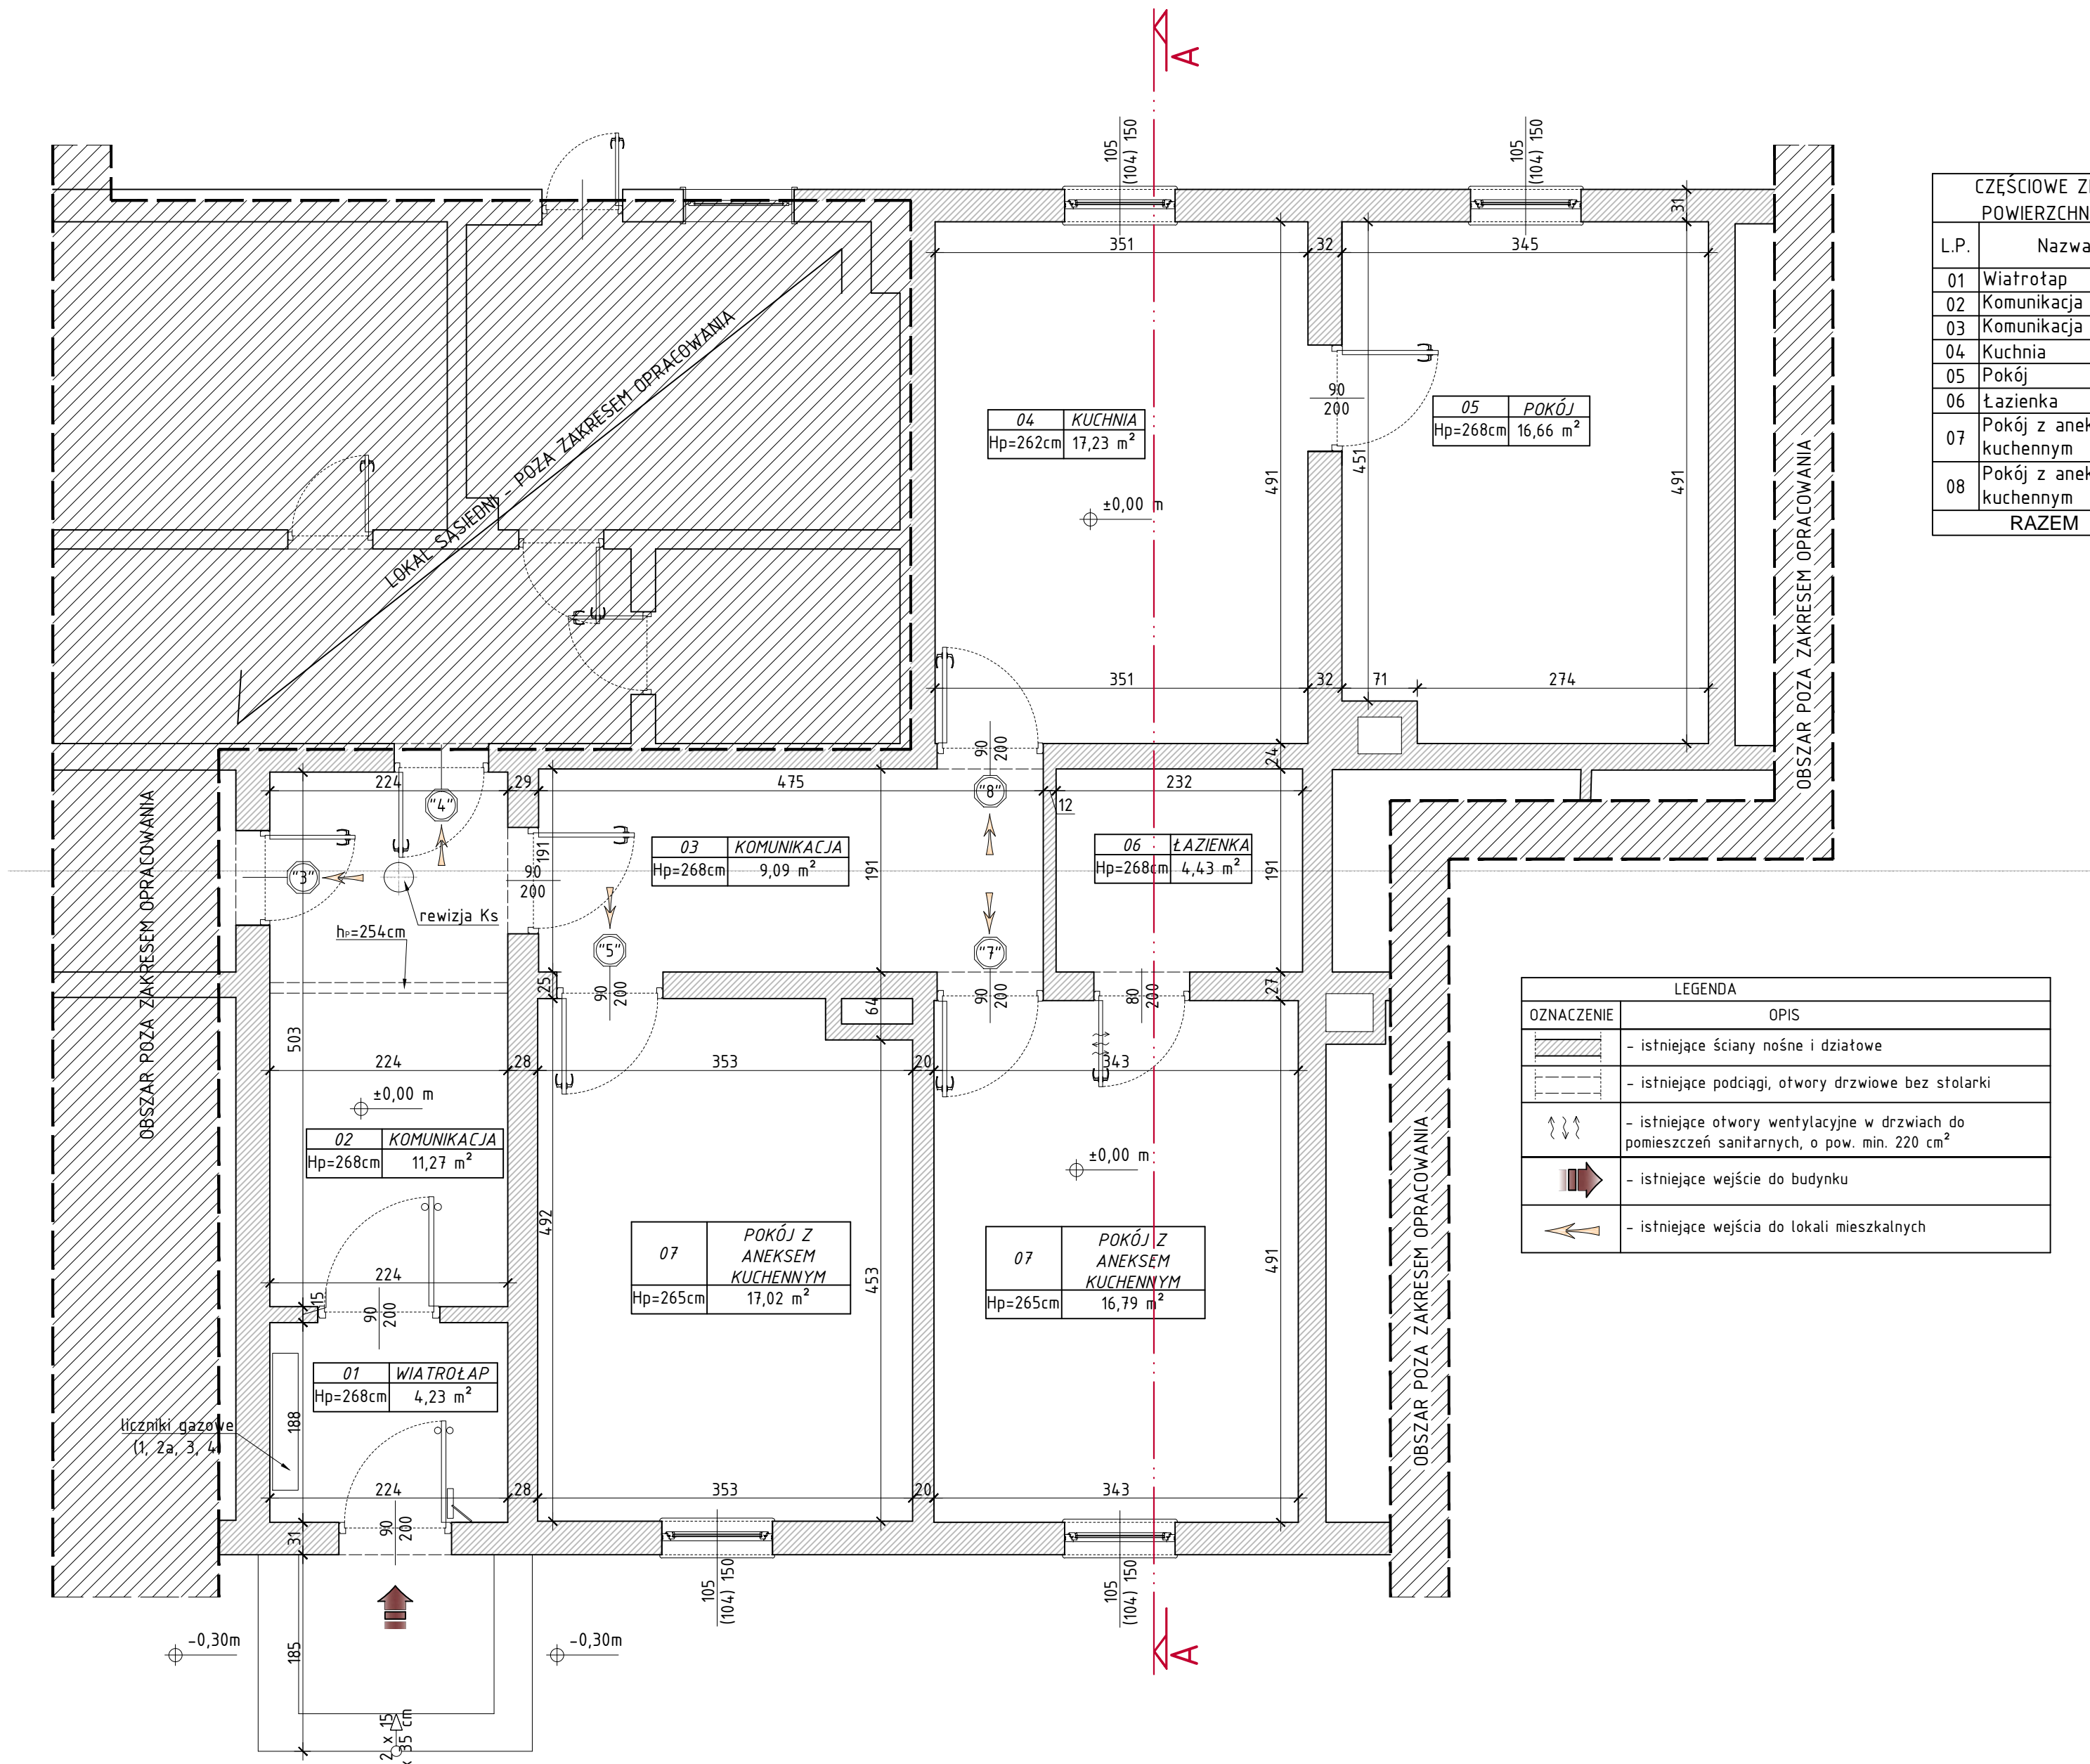 A
105
(104) 150
105
(104) 150
31
CZĘŚCIOWE
POWIERZCHN
L.P.
Nazwa
01 Wiatrołap
02 Komunikacja
03 Komunikacja
04 Kuchnia
05 Pokój
06 Łazienka
07 Pokój z anek
kuchennym
08 Pokój z anek
kuchennym
RAZEM
351
32
345
LOKAL SĄSIEDNI - POZA ZAKRESEM OPRACOWANIA
90
200
04 KUCHNIA
Hp=262cm 17,23 m²
05 POKÓJ
Hp=268cm 16,66 m²
491
451
491
±0,00 m
OBSZAR POZA ZAKRESEM OPRACOWANIA
351
32
71
274
90
200
24
224
29
475
232
"4"
"8"
12
OBSZAR POZA ZAKRESEM OPRACOWANIA
191
03 KOMUNIKACJA
Hp=268cm 9,09 m²
191
06 ŁAZIENKA
Hp=268cm 4,43 m²
191
"3"
90
200
rewizja Ks
hP=254cm
"5"
"7"
25
90
200
64
90
200
80
200
27
503
224
28
353
20
343
±0,00 m
02 KOMUNIKACJA
Hp=268cm 11,27 m²
±0,00 m
LEGENDA
OZNACZENIE OPIS
- istniejące ściany nośne i działowe
- istniejące podciągi, otwory drzwiowe bez stolarki
- istniejące otwory wentylacyjne w drzwiach do
pomieszczeń sanitarnych, o pow. min. 220 cm²
- istniejące wejście do budynku
- istniejące wejścia do lokali mieszkalnych
OBSZAR POZA ZAKRESEM OPRACOWANIA
492
07
POKÓJ Z
ANEKSEM
KUCHENNYM
Hp=265cm 17,02 m²
453
07
POKÓJ Z
ANEKSEM
KUCHENNYM
Hp=265cm 16,79 m²
491
224
15
90
200
01 WIATROŁAP
Hp=268cm 4,23 m²
188
liczniki gazowe
(1, 2a, 3, 4
224
28
353
20
343
31
90
200
105
(104) 150
105
(104) 150
-0,30m
185
-0,30m
A
2 x 15
x 35 cm